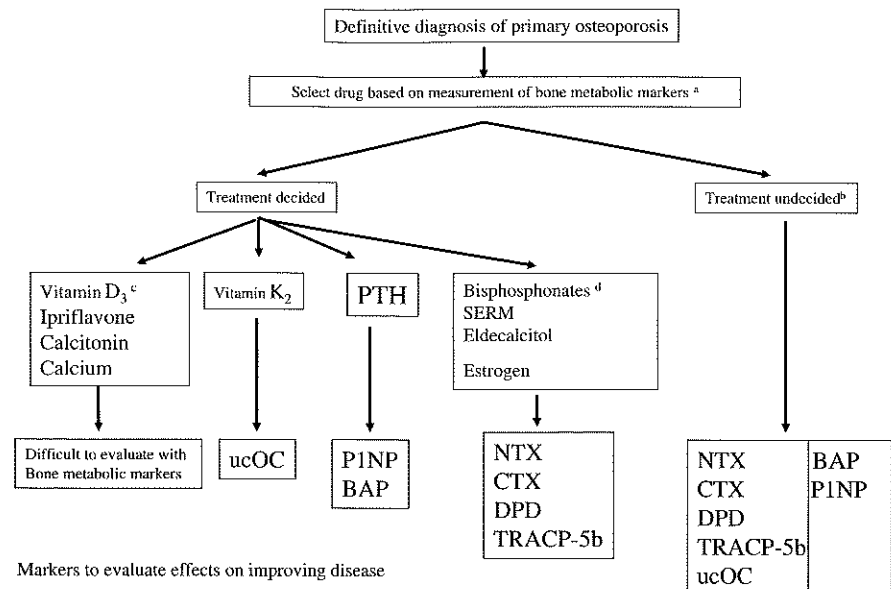 Definitive diagnosis of primary osteoporosis
Select drug based on measurement of bone metabolic markers a
Treatment decided
Treatment undecided b
Vitamin D3 c
Ipriflavone
Calcitonin
Calcium
Vitamin K2
PTH
Bisphosphonates d
SERM
Eldecalcitol
Estrogen
Difficult to evaluate with
Bone metabolic markers
ucOC
P1NP
BAP
NTX
CTX
DPD
TRACP-5b
NTX
CTX
DPD
TRACP-5b
ucOC
BAP
P1NP
Markers to evaluate effects on improving disease